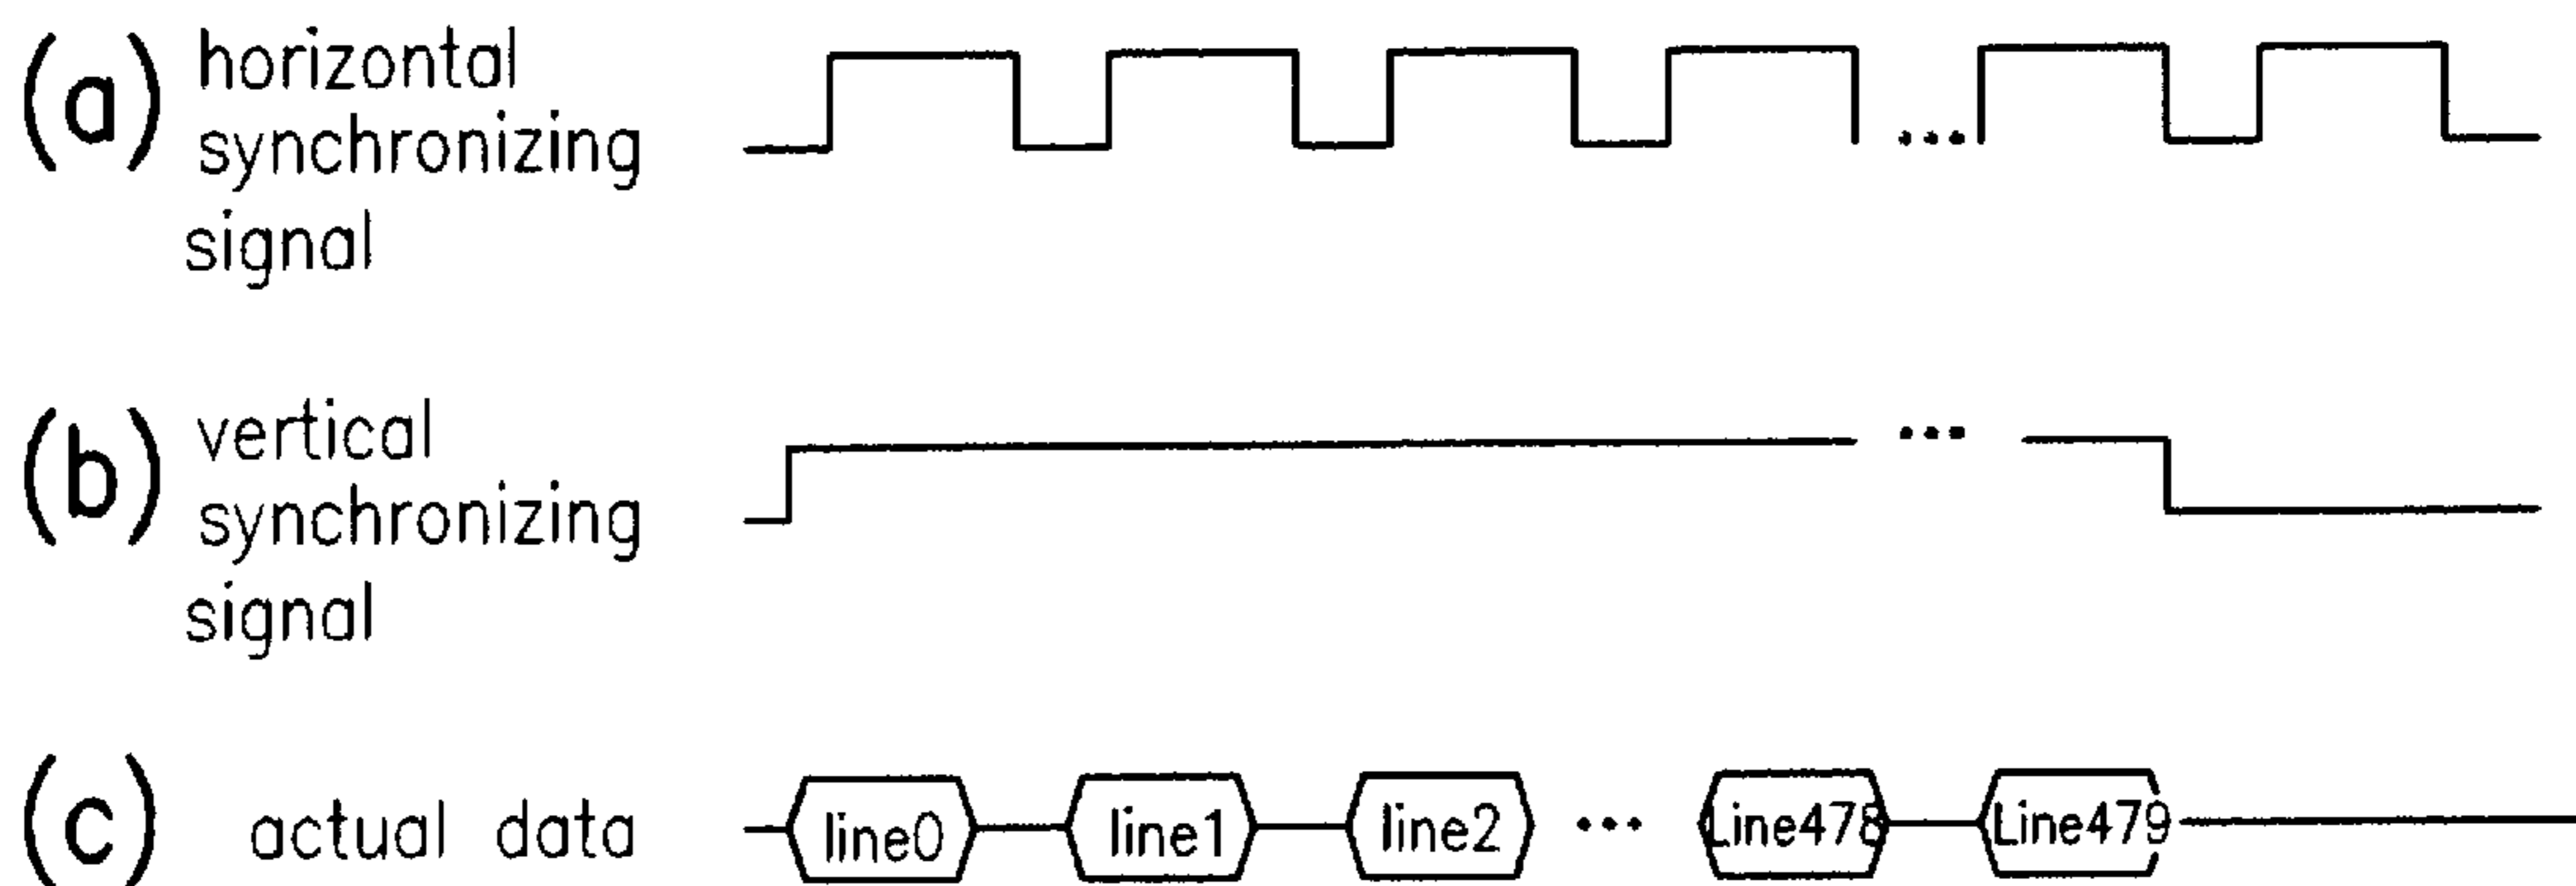 (a) horizontal
synchronizing
signal
...
(b) vertical
synchronizing
signal
...
(c) actual data
line0 line1 line2 ... Line478 Line479